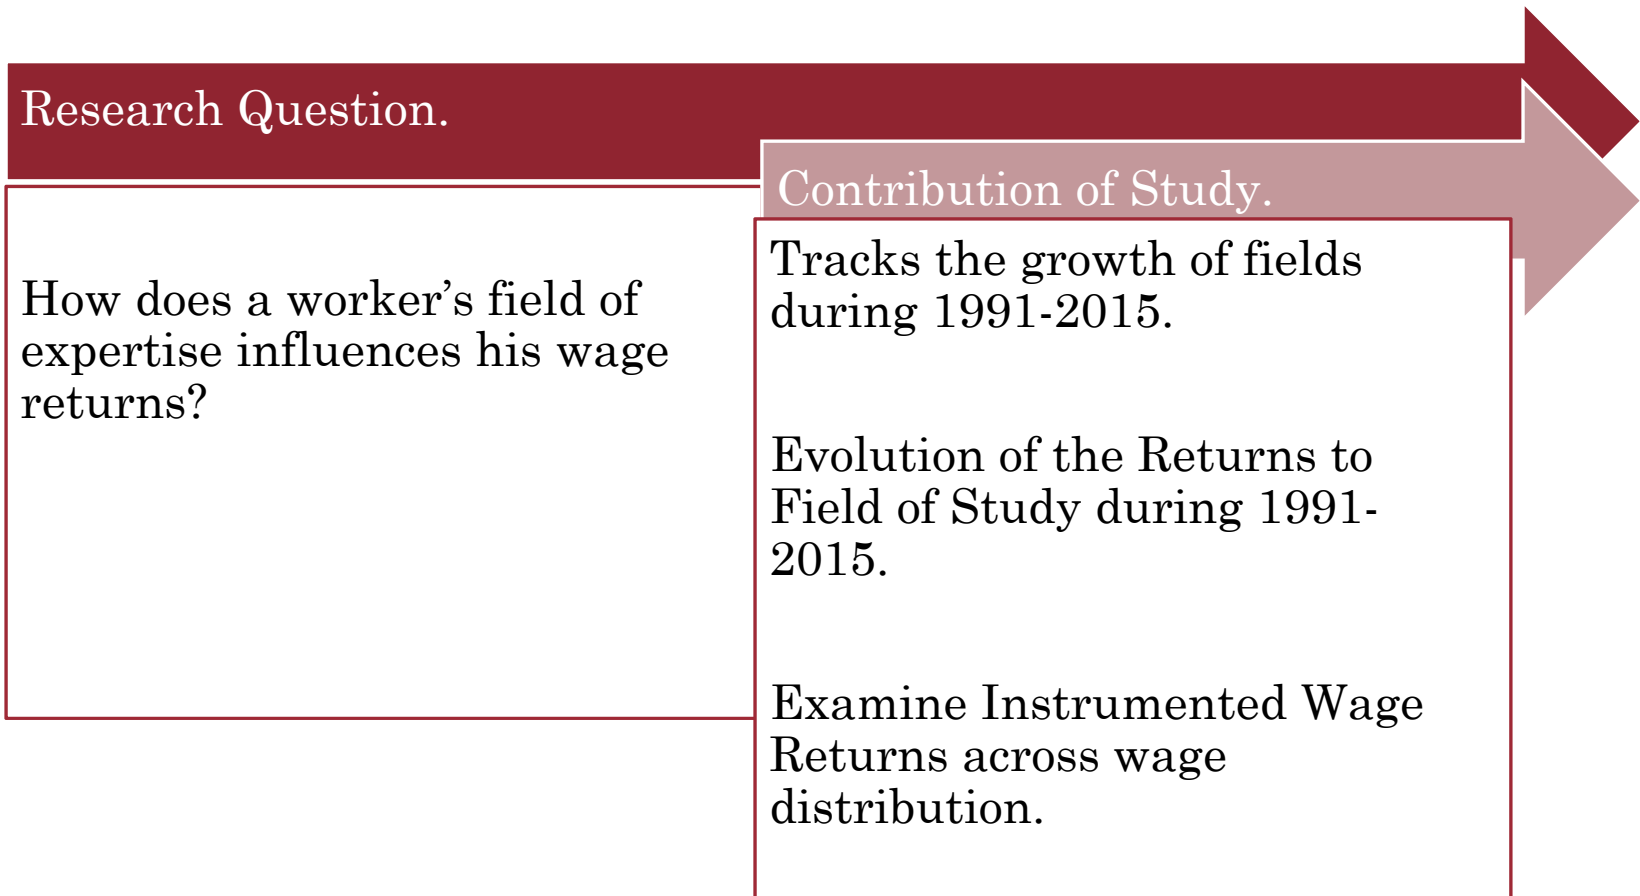 Research Question.
How does a worker’s field of
expertise influences his wage
returns?
Contribution of Study.
Tracks the growth of fields
during 1991-2015.
Evolution of the Returns to
Field of Study during 1991-
2015.
Examine Instrumented Wage
Returns across wage
distribution.